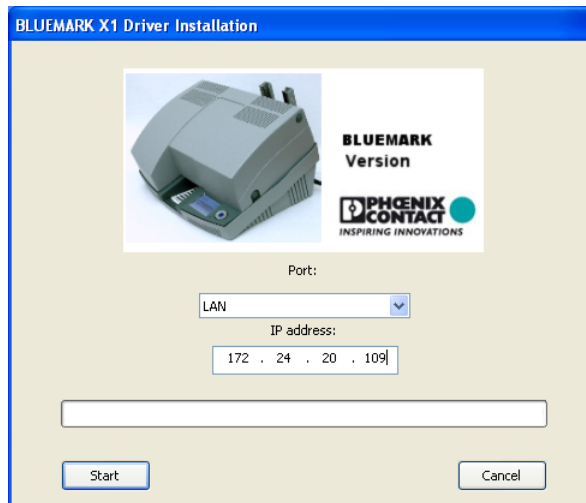 BLUEMARK X1 Driver Installation
BLUEMARK
Version
PHŒNIX
CONTACT
INSPIRING INNOVATIONS
Port:
LAN
IP address:
172 . 24 . 20 . 109
Start
Cancel